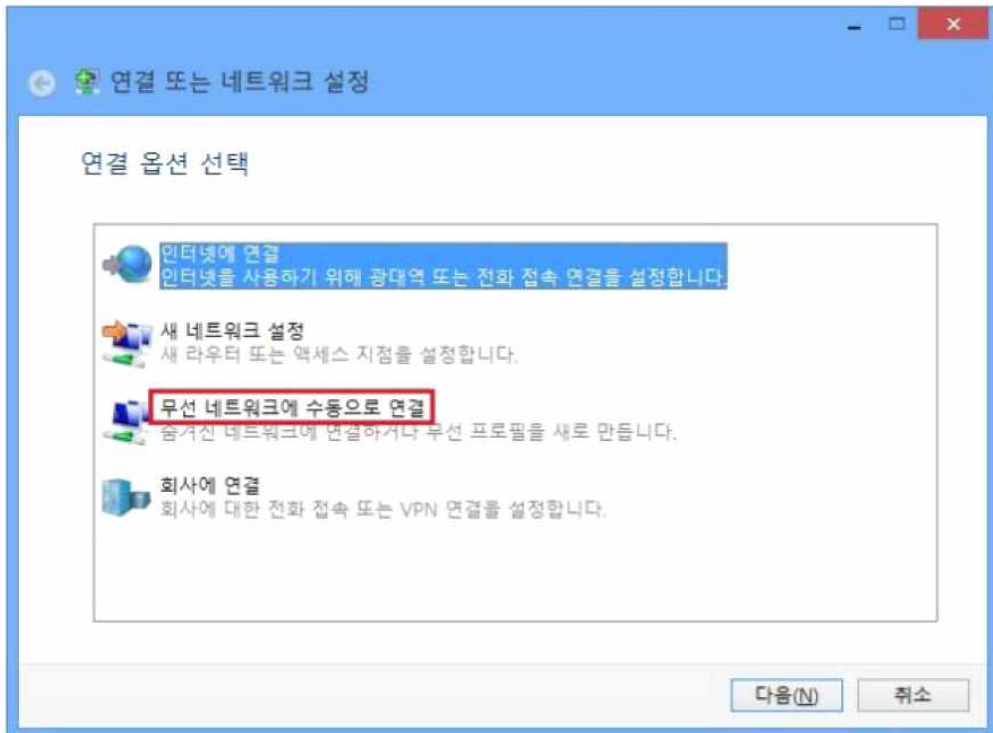 연결 또는 네트워크 설정
연결 옵션 선택
인터넷에 연결
인터넷을 사용하기 위해 광대역 또는 전화 접속 연결을 설정합니다.
새 네트워크 설정
새 라우터 또는 액세스 지점을 설정합니다.
무선 네트워크에 수동으로 연결
숨겨진 네트워크에 연결하거나 무선 프로필을 새로 만듭니다.
회사에 연결
회사에 대한 전화 접속 또는 VPN 연결을 설정합니다.
다음(N) 취소